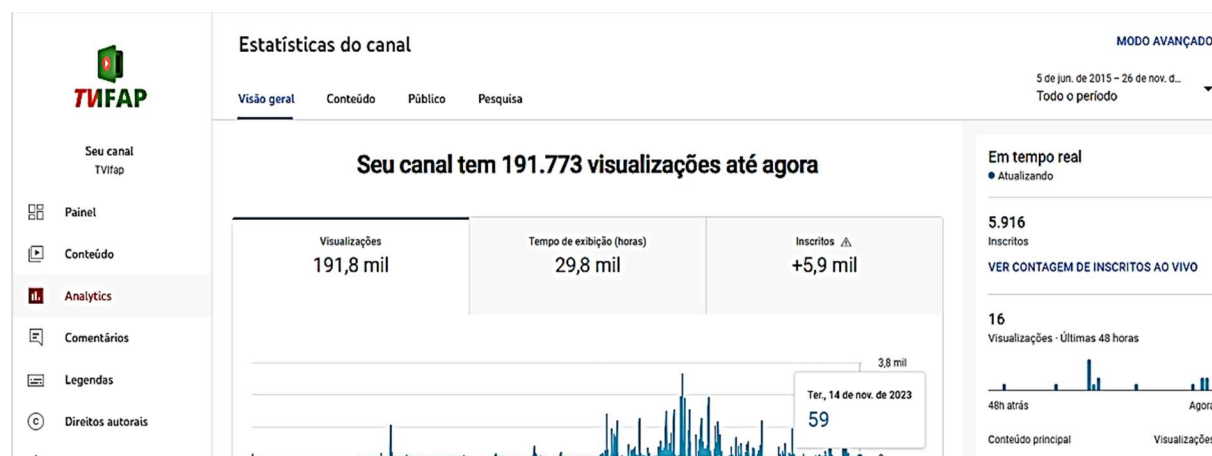 TVIFAP
Seu canal
TVIfap
Painel
Conteúdo
Analytics
Comentários
Legendas
Direitos autorais
Estatísticas do canal
MODO AVANÇADO
Visão geral
Conteúdo
Público
Pesquisa
5 de jun. de 2015 – 26 de nov. d...
Todo o período
Seu canal tem 191.773 visualizações até agora
Visualizações
191,8 mil
Tempo de exibição (horas)
29,8 mil
Inscritos
+5,9 mil
3,8 mil
Ter., 14 de nov. de 2023
59
Em tempo real
Atualizando
5.916
Inscritos
VER CONTAGEM DE INSCRITOS AO VIVO
16
Visualizações · Últimas 48 horas
48h atrás
Agora
Conteúdo principal
Visualizações